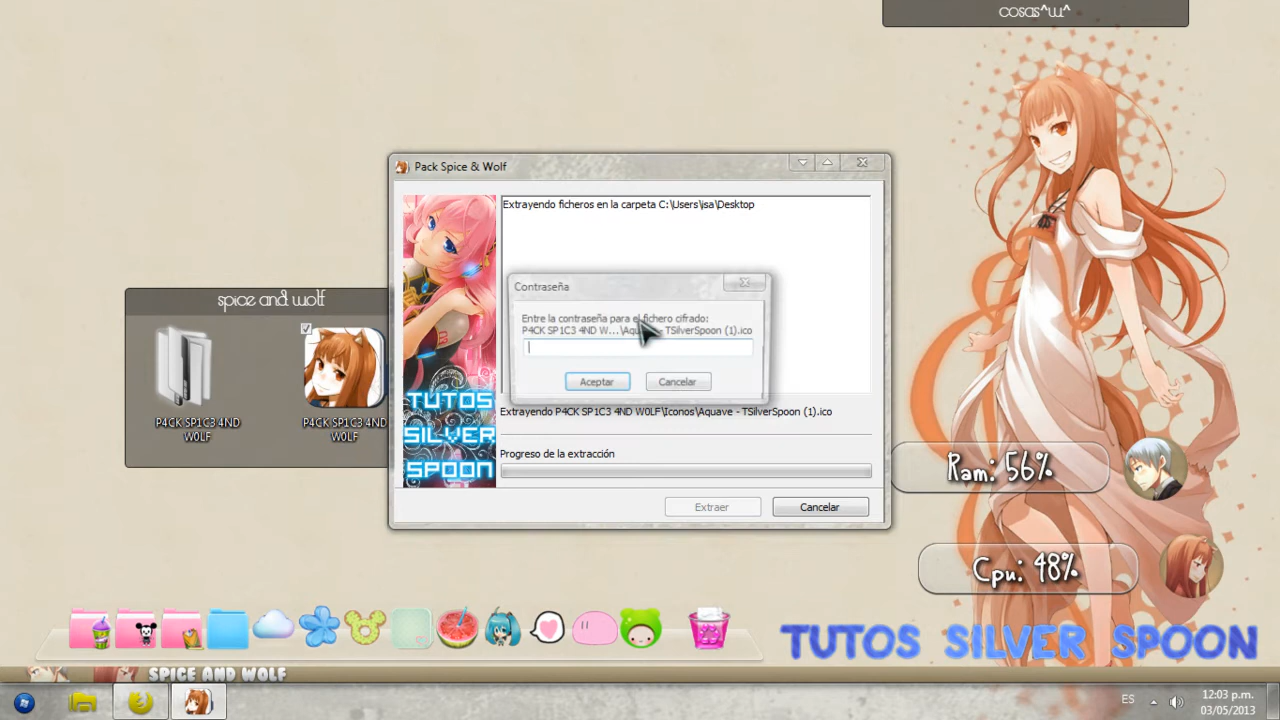 cosas^w^
Pack Spice & Wolf
Extrayendo ficheros en la carpeta C:\Users\isa\Desktop
Contraseña
Entre la contraseña para el fichero cifrado:
P4CK SP1C3 4ND W...\Aquave - TSilverSpoon (1).ico
Aceptar
Cancelar
spice and wolf
P4CK SP1C3 4ND
W0LF
P4CK SP1C3 4ND
W0LF
TUTOS
SILVER
SPOON
Extrayendo P4CK SP1C3 4ND W0LF\Iconos\Aquave - TSilverSpoon (1).ico
Progreso de la extracción
Extraer
Cancelar
Ram: 56%
Cpu: 48%
TUTOS SILVER SPOON
SPICE AND WOLF
ES
12:03 p.m.
03/05/2013